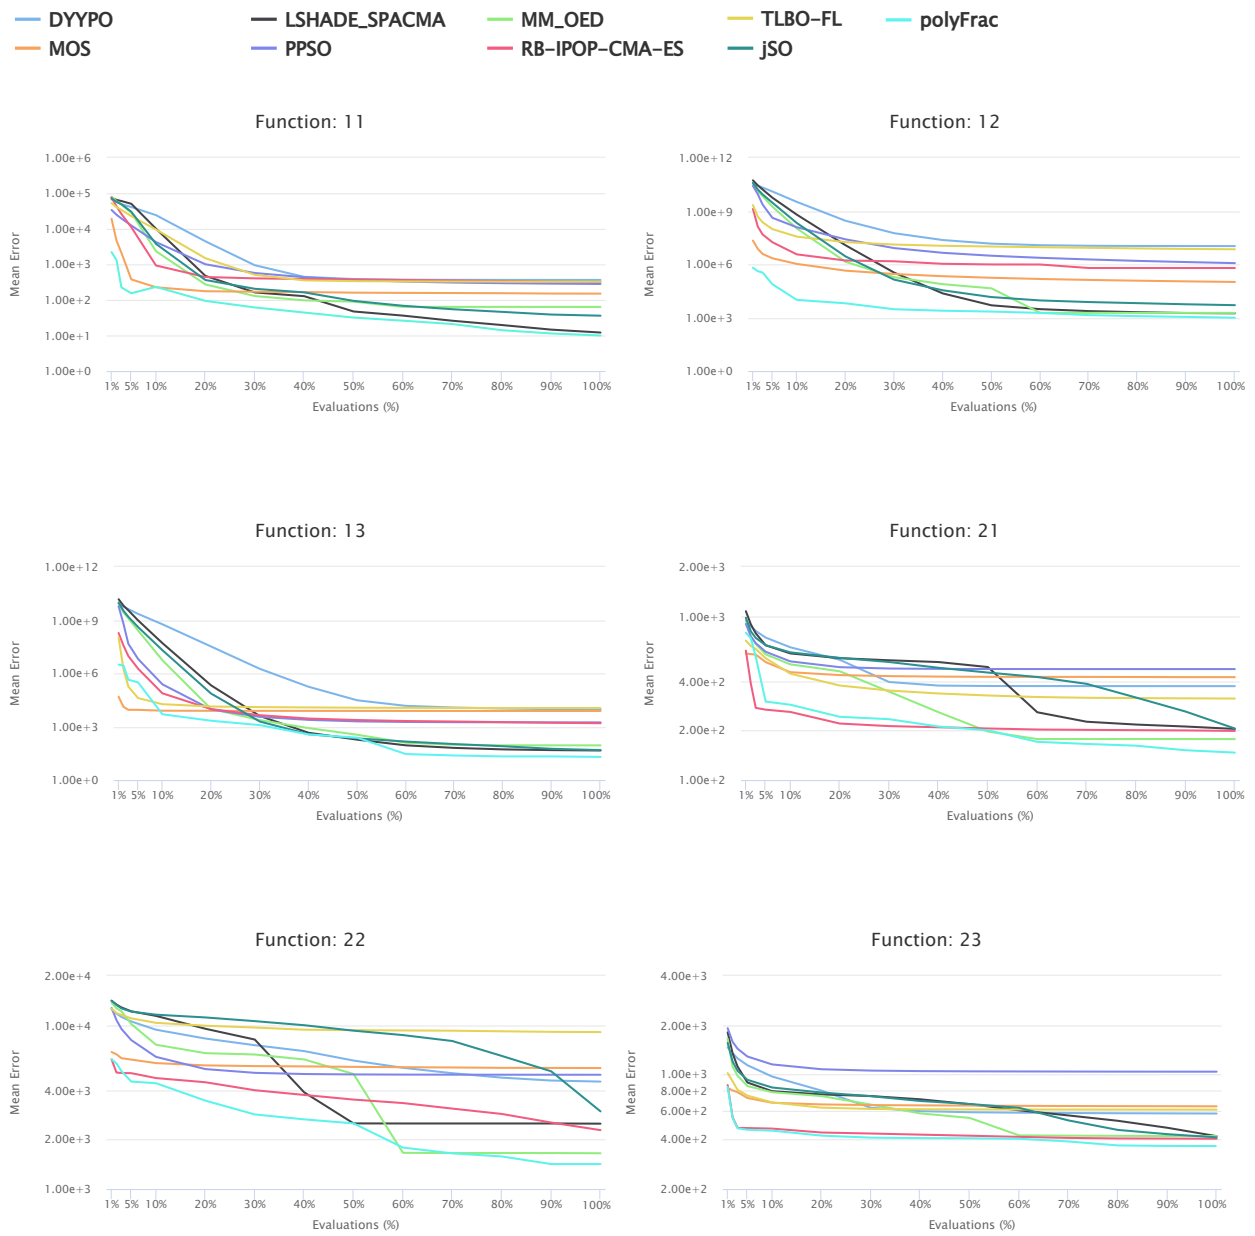 DYYPO LSHADE_SPACMA MM_OED TLBO-FL polyFrac
MOS PPSO RB-IPOP-CMA-ES jSO
Function: 11
1.00e+6
1.00e+5
1.00e+4
1.00e+3
1.00e+2
1.00e+1
1.00e+0
Mean Error
1% 5% 10% 20% 30% 40% 50% 60% 70% 80% 90% 100%
Evaluations (%)
Function: 12
1.00e+12
1.00e+9
1.00e+6
1.00e+3
1.00e+0
Mean Error
1% 5% 10% 20% 30% 40% 50% 60% 70% 80% 90% 100%
Evaluations (%)
Function: 13
1.00e+12
1.00e+9
1.00e+6
1.00e+3
1.00e+0
Mean Error
1% 5% 10% 20% 30% 40% 50% 60% 70% 80% 90% 100%
Evaluations (%)
Function: 21
2.00e+3
1.00e+3
4.00e+2
2.00e+2
1.00e+2
Mean Error
1% 5% 10% 20% 30% 40% 50% 60% 70% 80% 90% 100%
Evaluations (%)
Function: 22
2.00e+4
1.00e+4
4.00e+3
2.00e+3
1.00e+3
Mean Error
1% 5% 10% 20% 30% 40% 50% 60% 70% 80% 90% 100%
Evaluations (%)
Function: 23
4.00e+3
2.00e+3
1.00e+3
8.00e+2
6.00e+2
4.00e+2
2.00e+2
Mean Error
1% 5% 10% 20% 30% 40% 50% 60% 70% 80% 90% 100%
Evaluations (%)